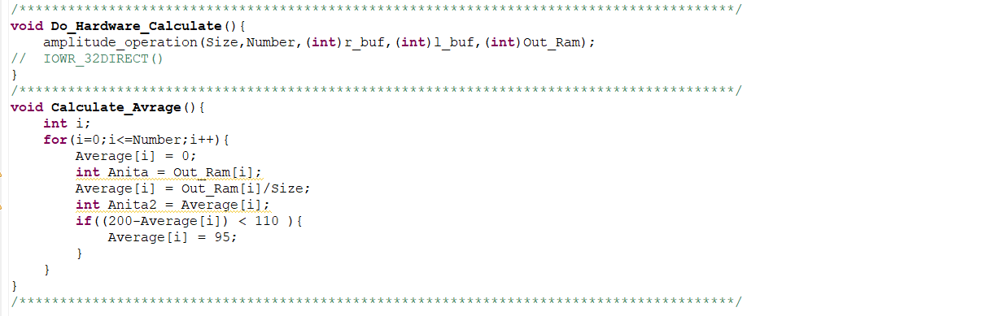 /****************************************************************************************/
void Do_Hardware_Calculate(){
    amplitude_operation(Size,Number,(int)r_buf,(int)l_buf,(int)Out_Ram);
//  IOWR_32DIRECT()
}
/****************************************************************************************/
void Calculate_Avrage(){
    int i;
    for(i=0;i<=Number;i++){
        Average[i] = 0;
        int Anita = Out_Ram[i];
        Average[i] = Out_Ram[i]/Size;
        int Anita2 = Average[i];
        if((200-Average[i]) < 110 ){
            Average[i] = 95;
        }
    }
}
/****************************************************************************************/